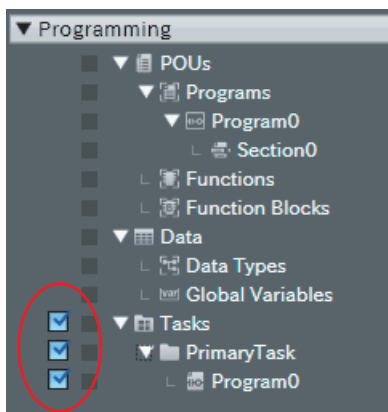 Programming
POUs
Programs
Program0
Section0
Functions
Function Blocks
Data
Data Types
Global Variables
Tasks
PrimaryTask
Program0